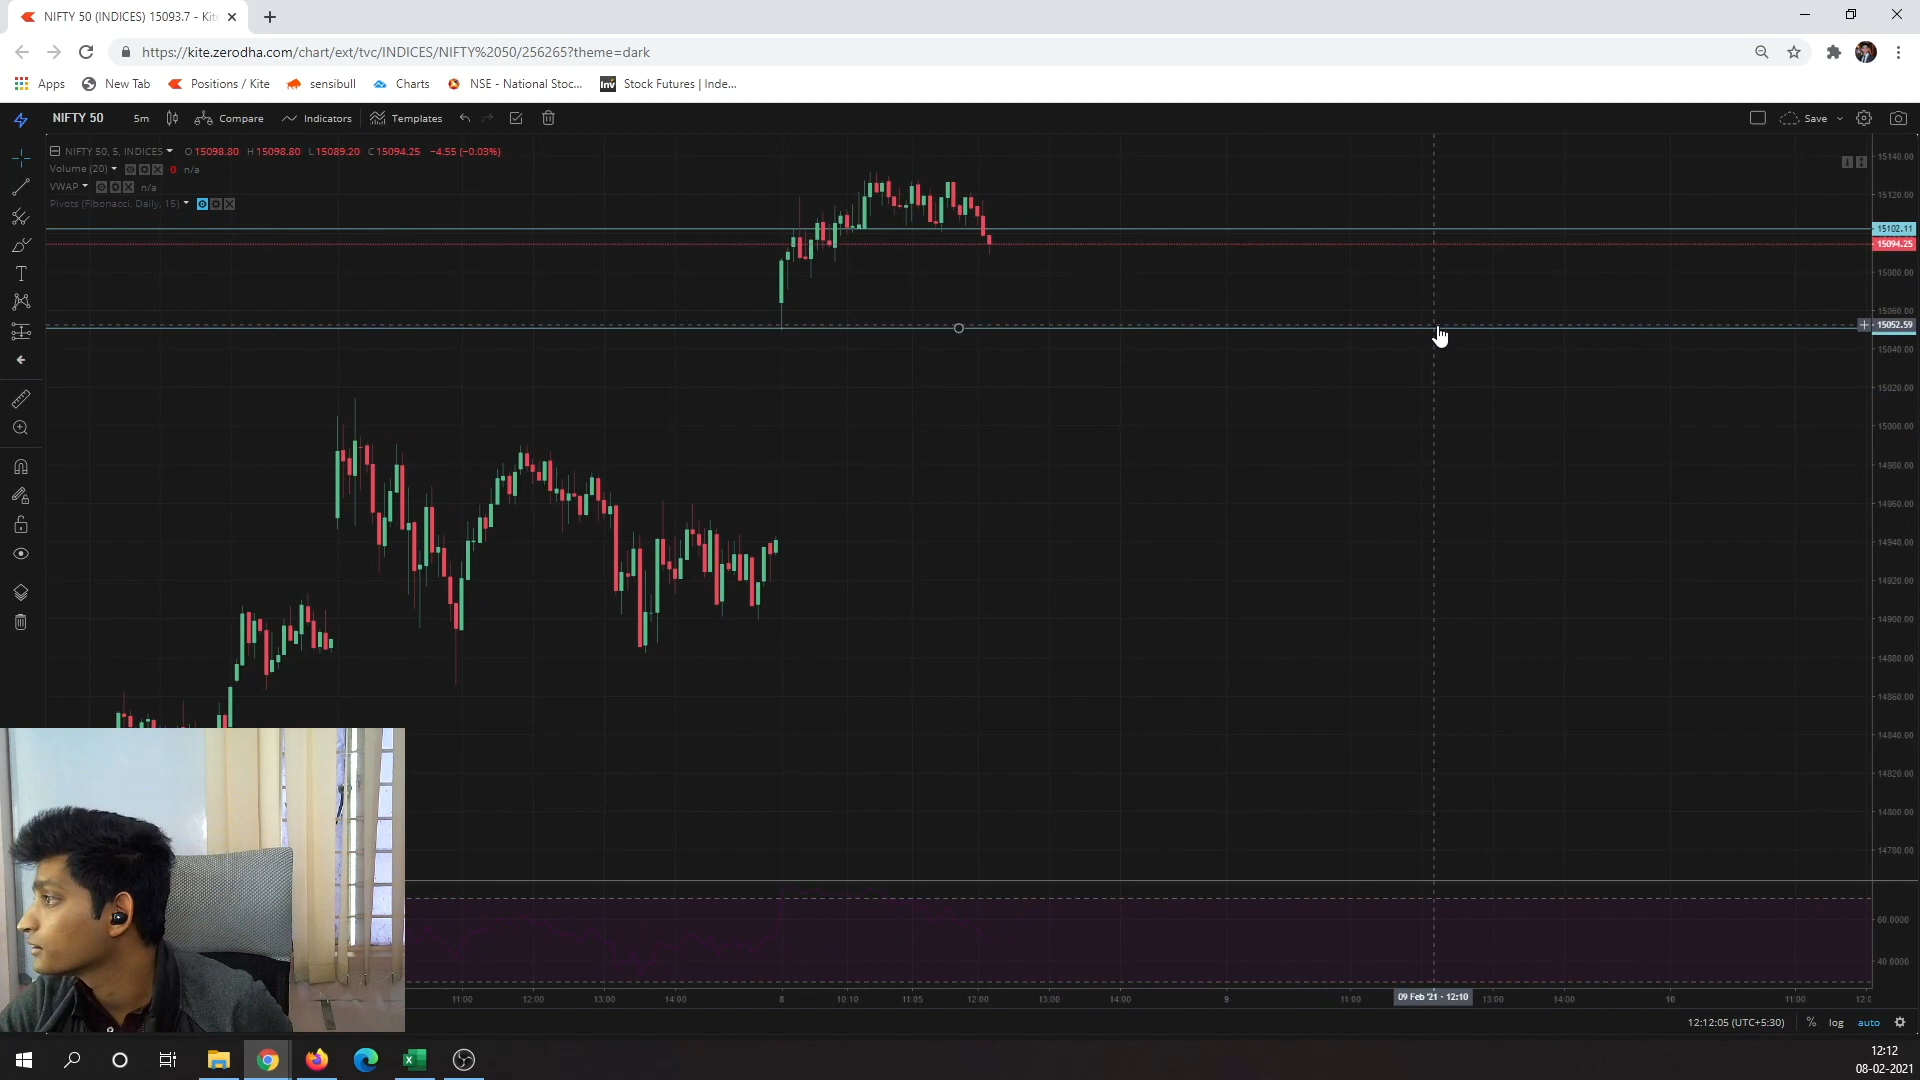 NIFTY 50 (INDICES) 15093.7 - Kit
https://kite.zerodha.com/chart/ext/tvc/INDICES/NIFTY%2050/256265?theme=dark
Apps New Tab Positions / Kite sensibull Charts NSE - National Stoc... Inv Stock Futures | Inde...
NIFTY 50 5m Compare Indicators Templates Save
NIFTY 50, 5, INDICES O 15098.80 H 15098.80 L 15089.20 C 15094.25 −4.55 (−0.03%)
Volume (20) 0 n/a
VWAP n/a
Pivots (Fibonacci, Daily, 15)
15140.00
15120.00
15102.11
15094.25
15080.00
15060.00
15052.59
15040.00
15020.00
15000.00
14980.00
14960.00
14940.00
14920.00
14900.00
14880.00
14860.00
14840.00
14820.00
14800.00
14780.00
60.0000
40.0000
11:00 12:00 13:00 14:00 8 10:10 11:05 12:00 13:00 14:00 9 11:00 09 Feb '21 - 12:10 13:00 14:00 10 11:00
12:12:05 (UTC+5:30) % log auto
12:12
08-02-2021